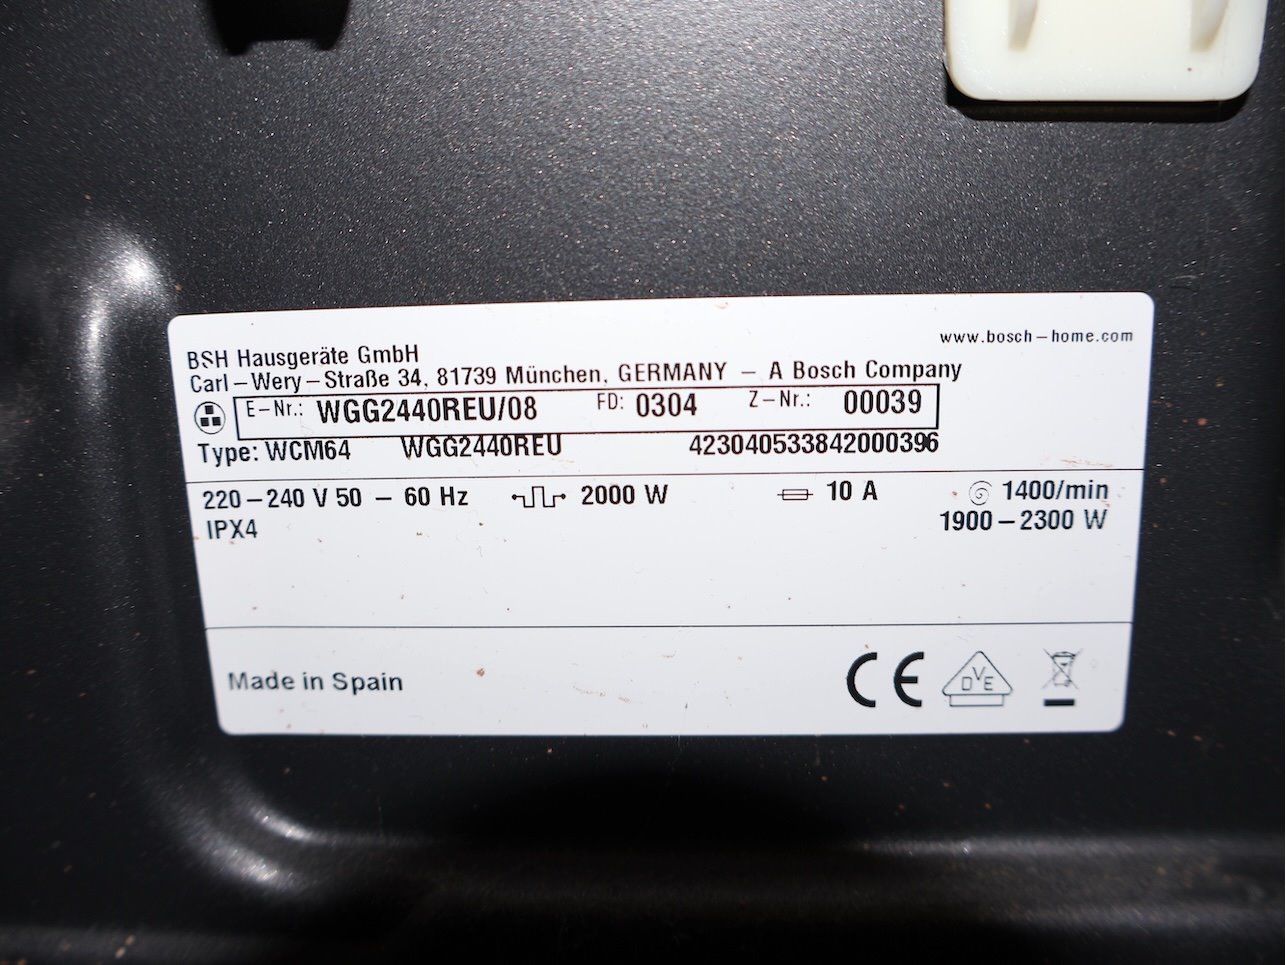 www.bosch-home.com
BSH Hausgeräte GmbH
Carl-Wery-Straße 34, 81739 München, GERMANY - A Bosch Company
E-Nr.: WGG2440REU/08 FD: 0304 Z-Nr.: 00039
Type: WCM64 WGG2440REU 423040533842000396
220-240 V 50 - 60 Hz 2000 W 10 A 1400/min
IPX4 1900-2300 W
Made in Spain CE DVE